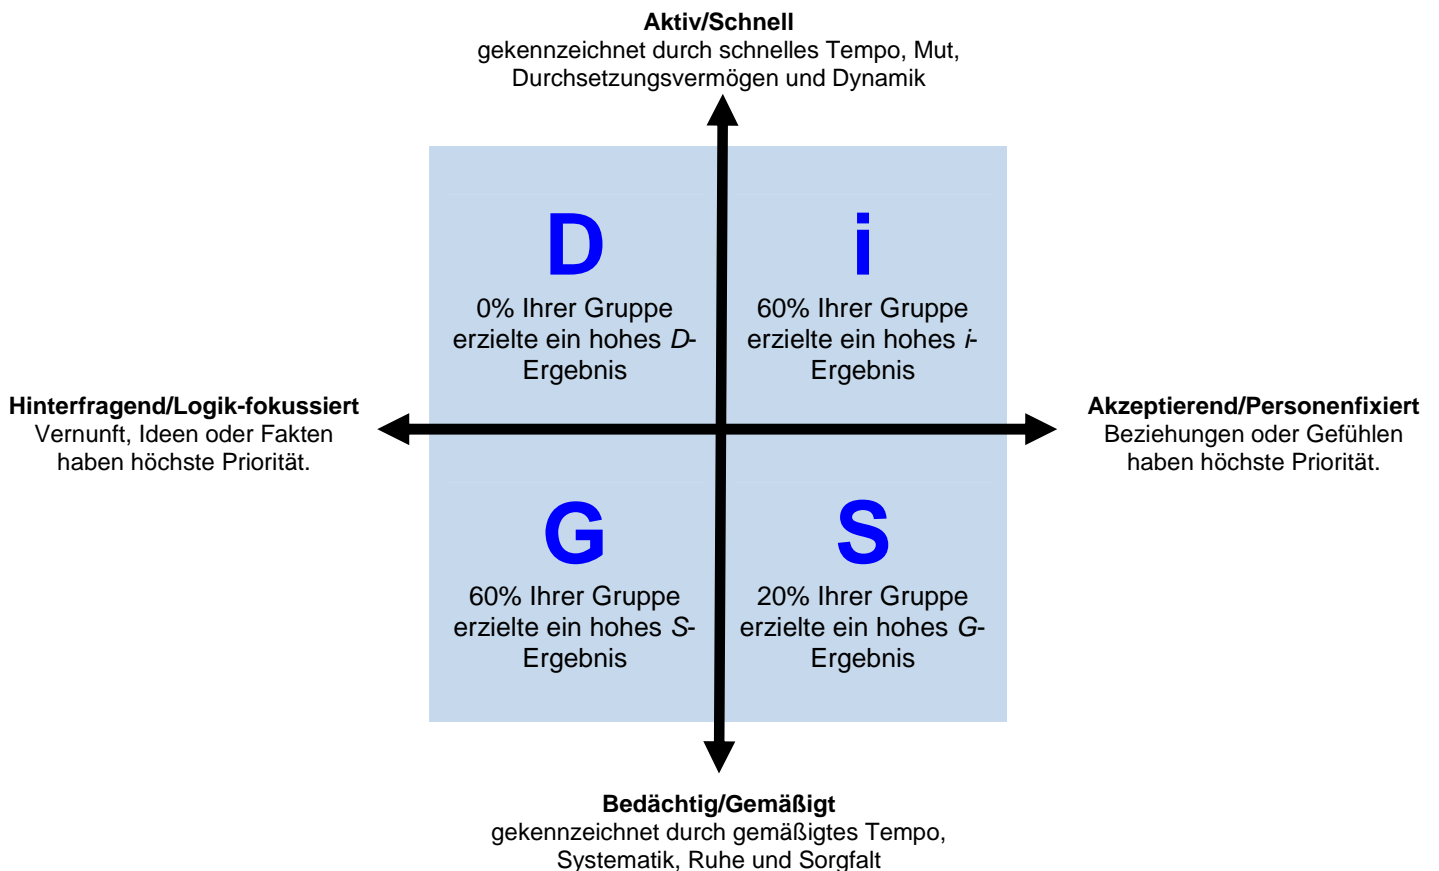 Aktiv/Schnell
gekennzeichnet durch schnelles Tempo, Mut,
Durchsetzungsvermögen und Dynamik
D
0% Ihrer Gruppe
erzielte ein hohes D-
Ergebnis
i
60% Ihrer Gruppe
erzielte ein hohes i-
Ergebnis
Hinterfragend/Logik-fokussiert
Vernunft, Ideen oder Fakten
haben höchste Priorität.
Akzeptierend/Personenfixiert
Beziehungen oder Gefühlen
haben höchste Priorität.
G
60% Ihrer Gruppe
erzielte ein hohes S-
Ergebnis
S
20% Ihrer Gruppe
erzielte ein hohes G-
Ergebnis
Bedächtig/Gemäßigt
gekennzeichnet durch gemäßigtes Tempo,
Systematik, Ruhe und Sorgfalt